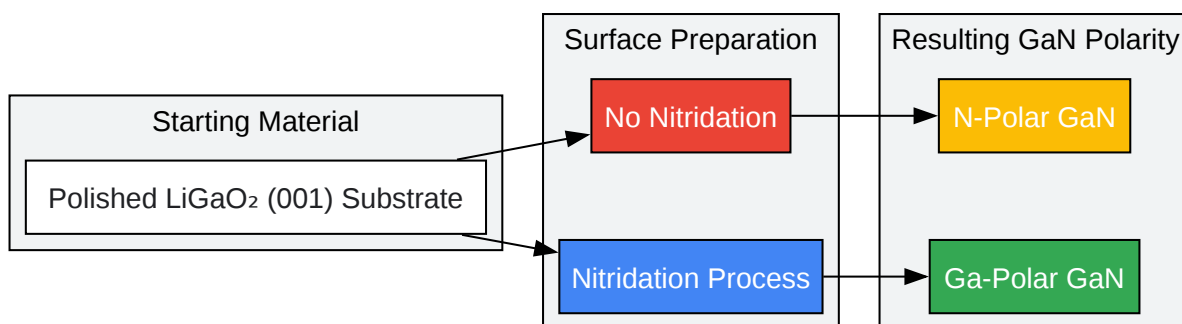 Starting Material
Polished LiGaO₂ (001) Substrate
Surface Preparation
No Nitridation
Nitridation Process
Resulting GaN Polarity
N-Polar GaN
Ga-Polar GaN